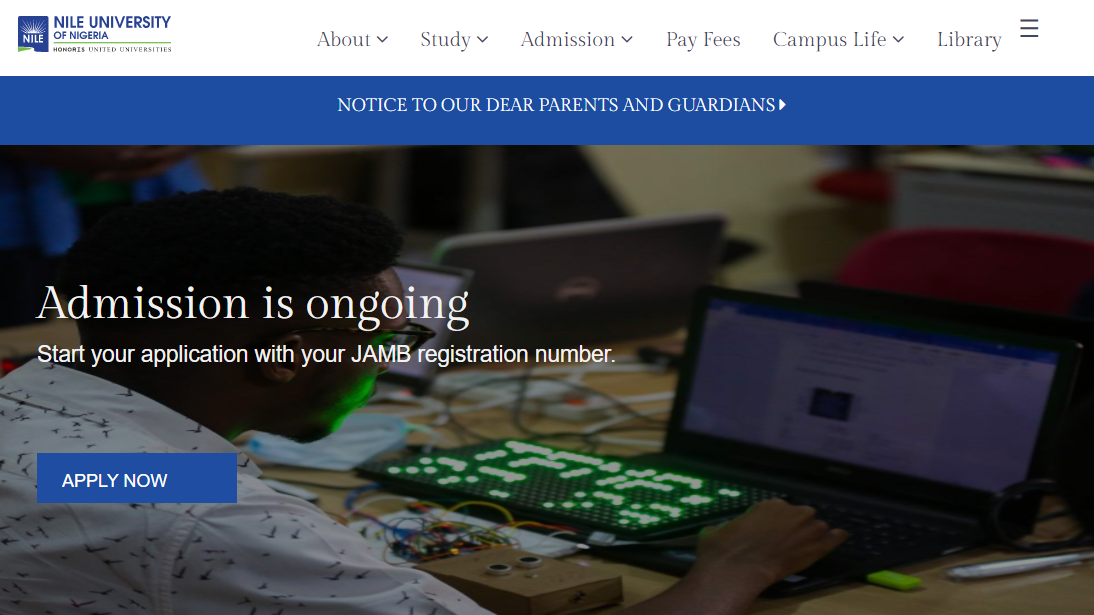 NILE UNIVERSITY
OF NIGERIA
NILE
HONORIS UNITED UNIVERSITIES
About
Study
Admission
Pay Fees
Campus Life
Library
NOTICE TO OUR DEAR PARENTS AND GUARDIANS
Admission is ongoing
Start your application with your JAMB registration number.
APPLY NOW